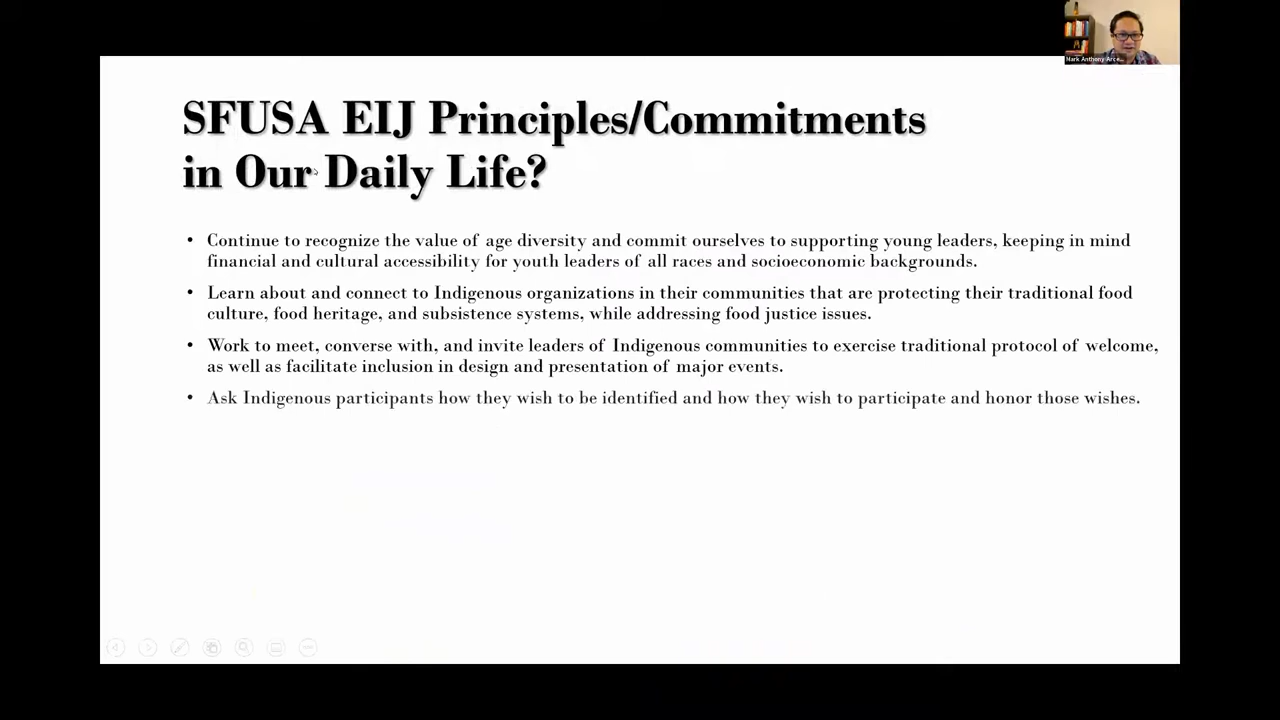 Mark Anthony Arce...
SFUSA EIJ Principles/Commitments
in Our Daily Life?
• Continue to recognize the value of age diversity and commit ourselves to supporting young leaders, keeping in mind
financial and cultural accessibility for youth leaders of all races and socioeconomic backgrounds.
• Learn about and connect to Indigenous organizations in their communities that are protecting their traditional food
culture, food heritage, and subsistence systems, while addressing food justice issues.
• Work to meet, converse with, and invite leaders of Indigenous communities to exercise traditional protocol of welcome,
as well as facilitate inclusion in design and presentation of major events.
• Ask Indigenous participants how they wish to be identified and how they wish to participate and honor those wishes.